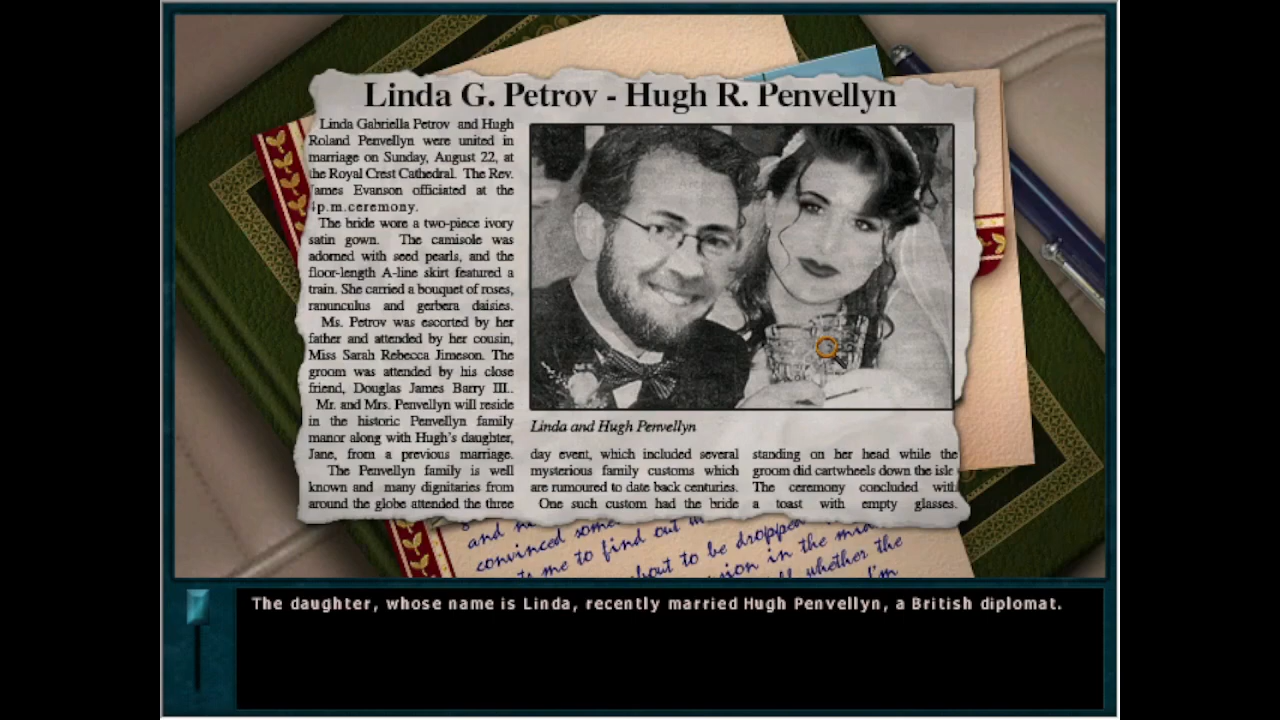 Linda G. Petrov - Hugh R. Penvellyn
Linda Gabriella Petrov and Hugh
Roland Penvellyn were united in
marriage on Sunday, August 22, at
the Royal Crest Cathedral. The Rev.
James Evanson officiated at the
4p.m.ceremony.
The bride wore a two-piece ivory
satin gown. The camisole was
adorned with seed pearls, and the
floor-length A-line skirt featured a
train. She carried a bouquet of roses,
ranunculus and gerbera daisies.
Ms. Petrov was escorted by her
father and attended by her cousin,
Miss Sarah Rebecca Jimeson. The
groom was attended by his close
friend, Douglas James Barry III..
Mr. and Mrs. Penvellyn will reside
in the historic Penvellyn family
manor along with Hugh's daughter,
Jane, from a previous marriage.
The Penvellyn family is well
known and many dignitaries from
around the globe attended the three
Linda and Hugh Penvellyn
day event, which included several
mysterious family customs which
are rumoured to date back centuries.
One such custom had the bride
standing on her head while the
groom did cartwheels down the isle
The ceremony concluded with
a toast with empty glasses.
and
convinced some
me to find out
about to be dropped
in the
whether the
I'm
The daughter, whose name is Linda, recently married Hugh Penvellyn, a British diplomat.